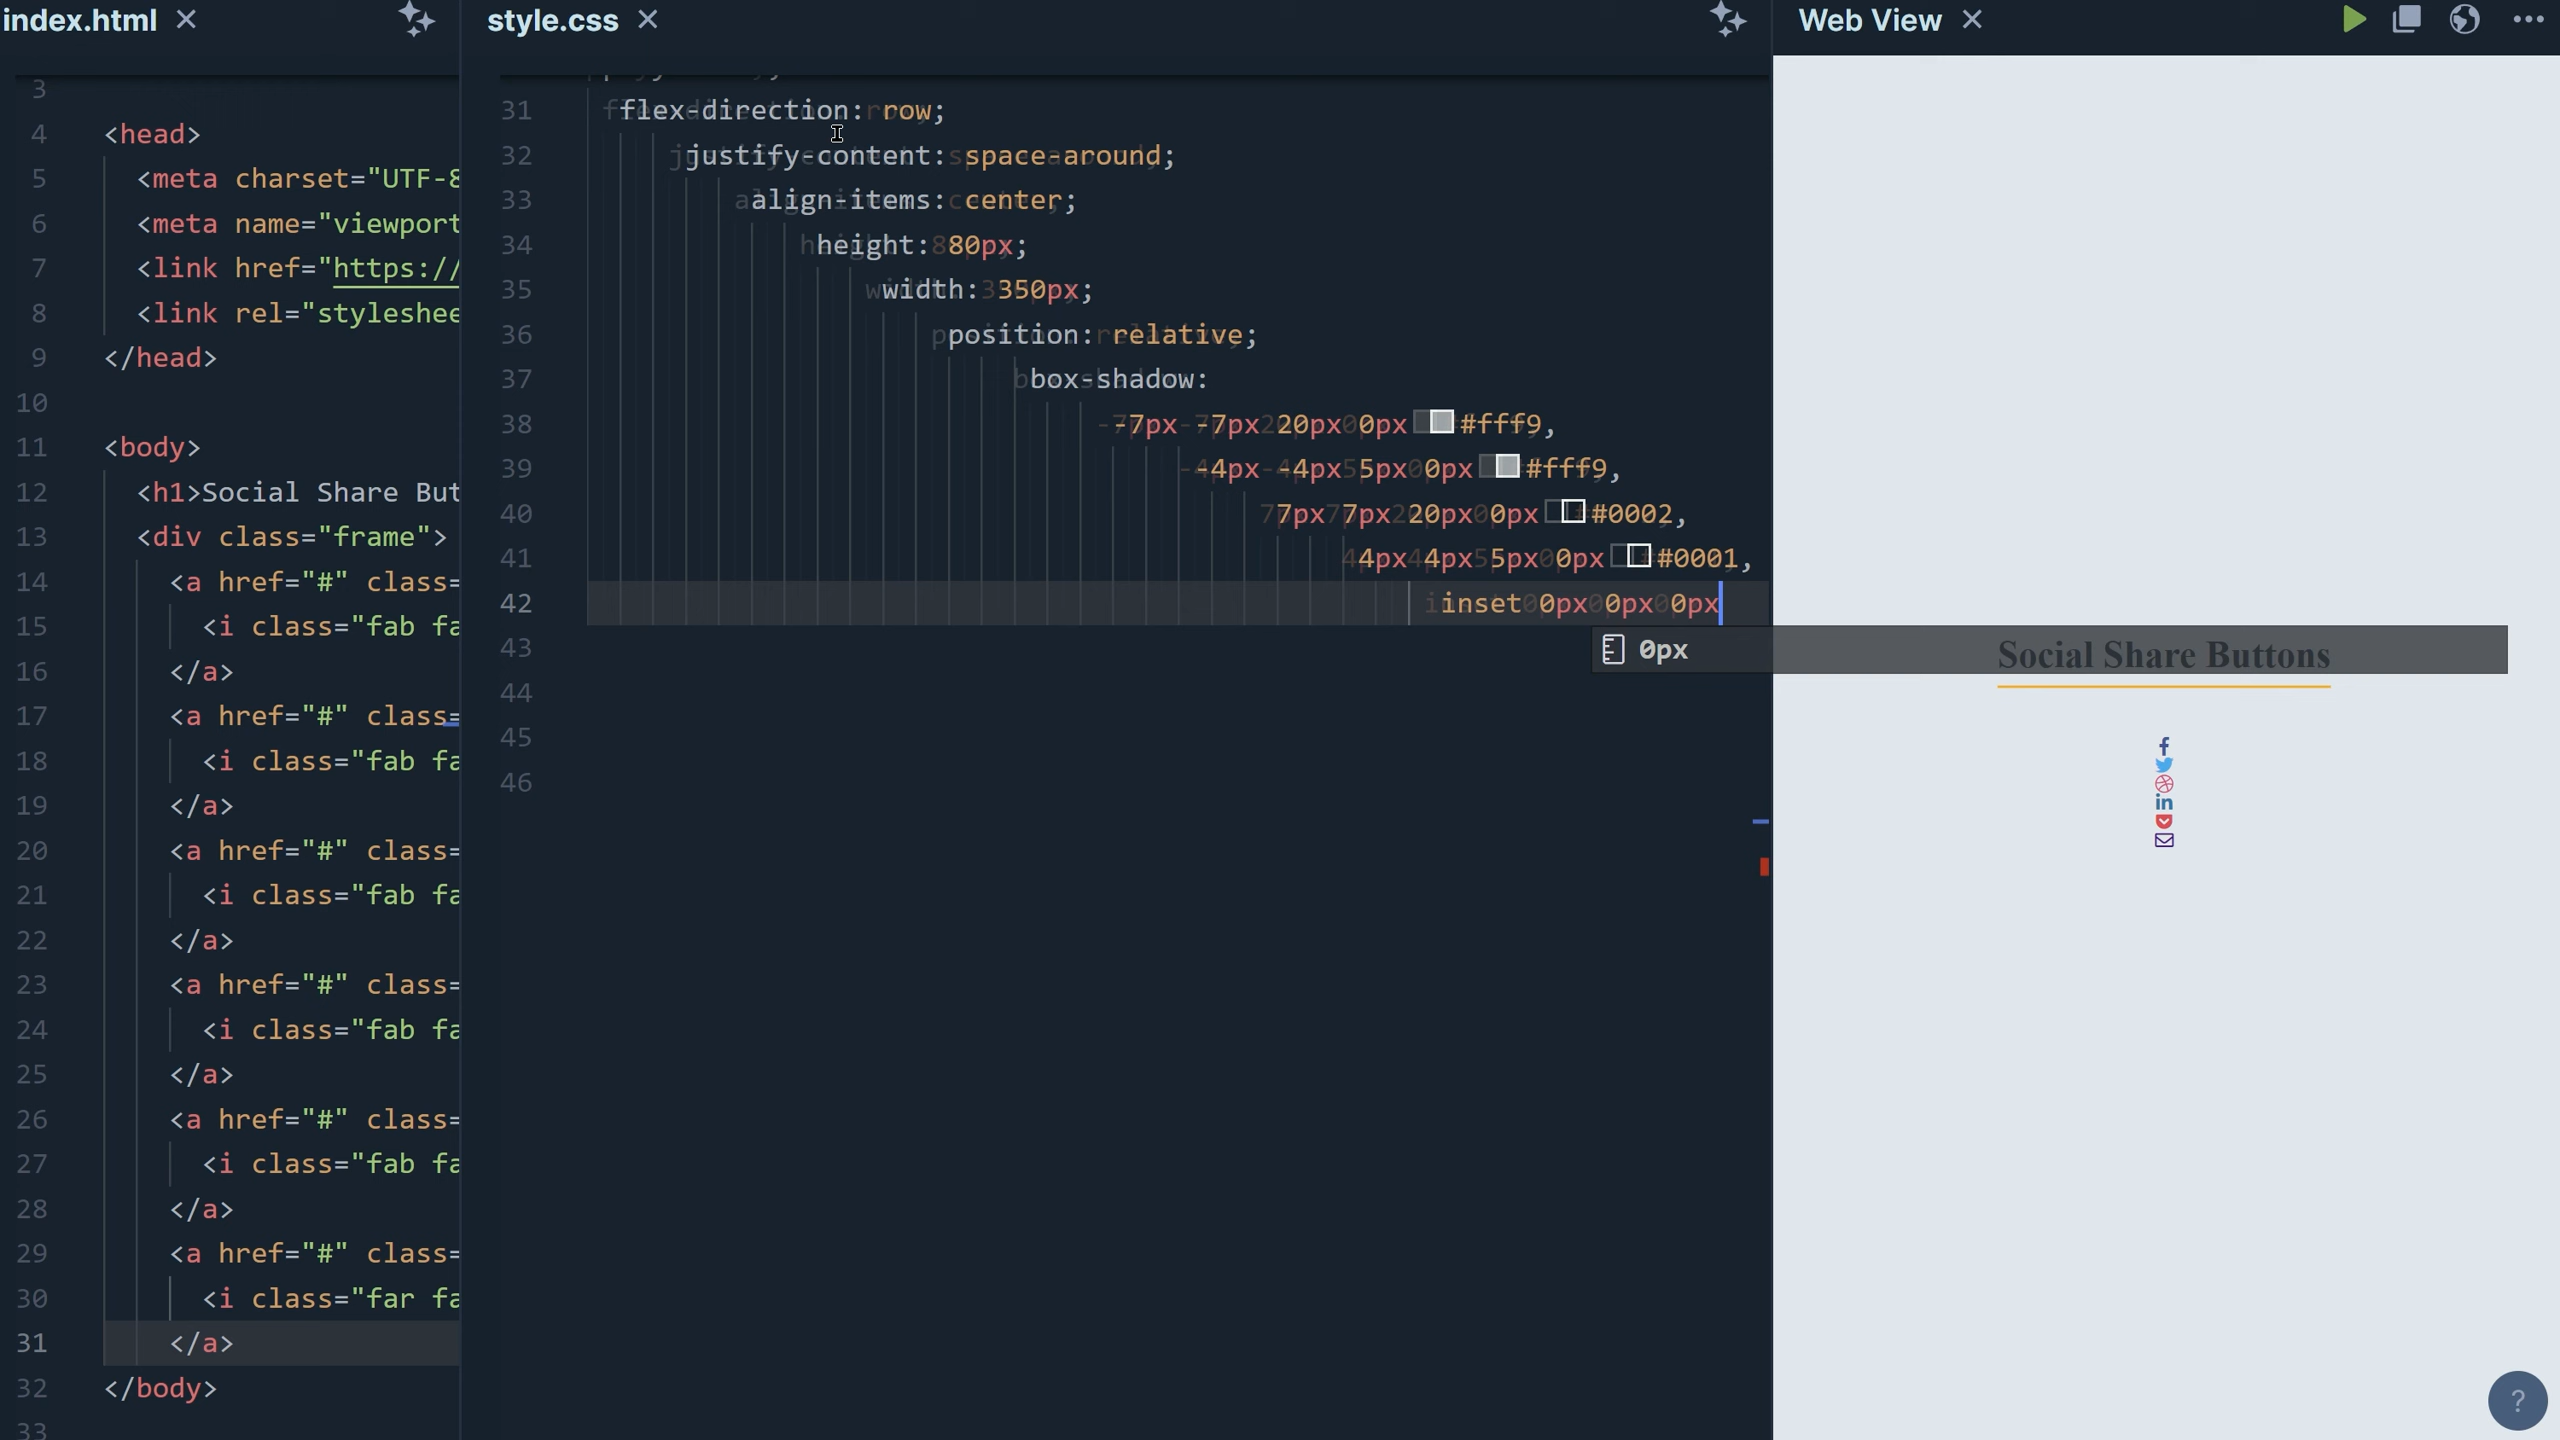 index.html
3
4 <head>
5 <meta charset="UTF-8
6 <meta name="viewport
7 <link href="https://
8 <link rel="styleshee
9 </head>
10
11 <body>
12 <h1>Social Share But
13 <div class="frame">
14 <a href="#" class=
15 <i class="fab fa
16 </a>
17 <a href="#" class=
18 <i class="fab fa
19 </a>
20 <a href="#" class=
21 <i class="fab fa
22 </a>
23 <a href="#" class=
24 <i class="fab fa
25 </a>
26 <a href="#" class=
27 <i class="fab fa
28 </a>
29 <a href="#" class=
30 <i class="far fa
31 </a>
32 </body>
33
style.css
31 flex-direction: row;
32 justify-content: space-around;
33 align-items: center;
34 height: 80px;
35 width: 350px;
36 position: relative;
37 box-shadow:
38 -7px -7px 20px 0px #fff9,
39 -4px -4px 5px 0px #fff9,
40 7px 7px 20px 0px #0002,
41 4px 4px 5px 0px #0001,
42 inset 0px 0px 0px
0px
43
44
45
46
Web View
Social Share Buttons
f
in
?